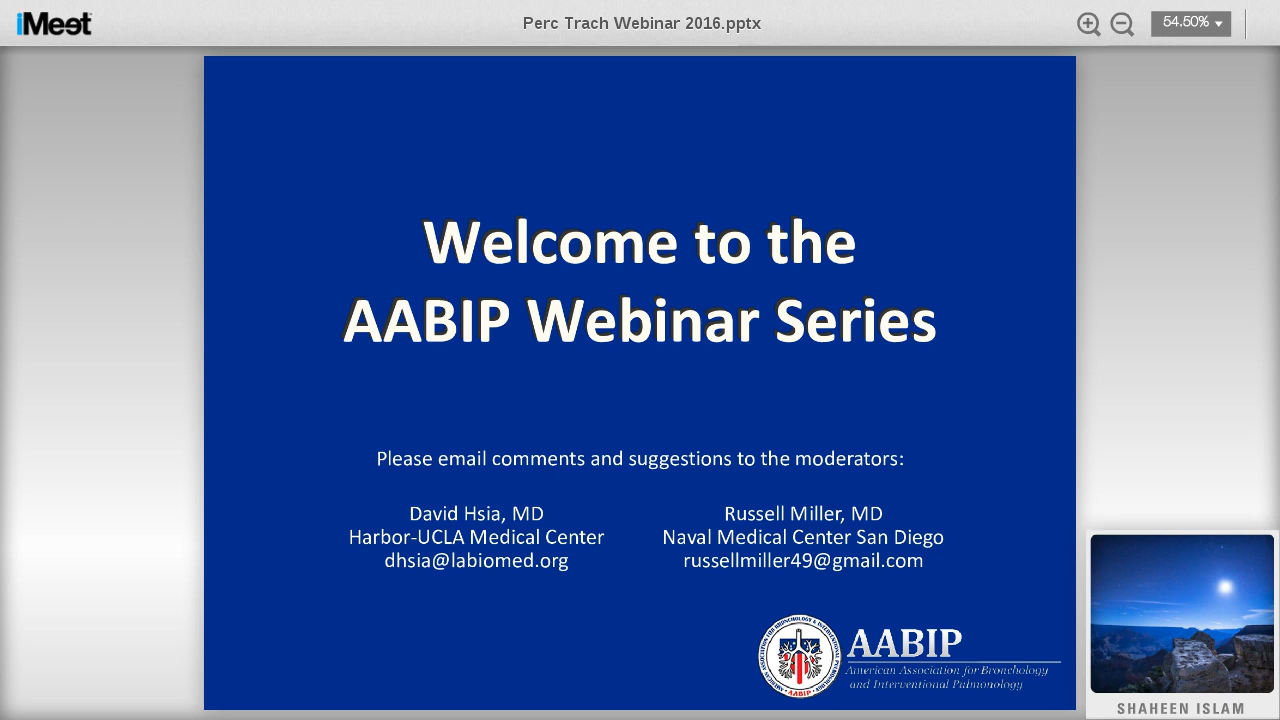 iMeet
Perc Trach Webinar 2016.pptx
54.50%
Welcome to the
AABIP Webinar Series
Please email comments and suggestions to the moderators:
David Hsia, MD
Harbor-UCLA Medical Center
dhsia@labiomed.org
Russell Miller, MD
Naval Medical Center San Diego
russellmiller49@gmail.com
AABIP
American Association for Bronchology
and Interventional Pulmonology
AABIP
SHAHEEN ISLAM